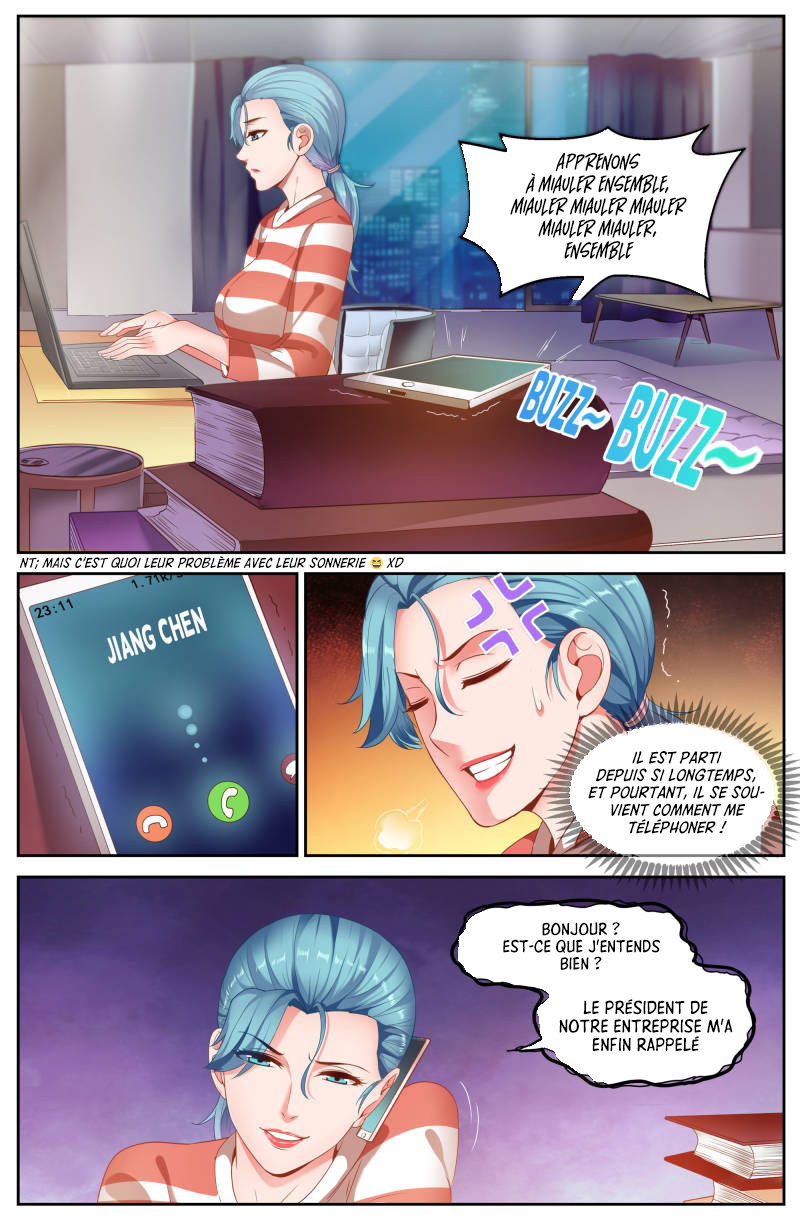 APPRENONS
À MIAULER ENSEMBLE,
MIAULER MIAULER MIAULER
MIAULER MIAULER,
ENSEMBLE
BUZZ~ BUZZ~
NT; MAIS C'EST QUOI LEUR PROBLÈME AVEC LEUR SONNERIE 😆 XD
23:11
JIANG CHEN
IL EST PARTI
DEPUIS SI LONGTEMPS,
ET POURTANT, IL SE SOU-
VIENT COMMENT ME
TÉLÉPHONER !
BONJOUR ?
EST-CE QUE J'ENTENDS
BIEN ?
LE PRÉSIDENT DE
NOTRE ENTREPRISE M'A
ENFIN RAPPELÉ